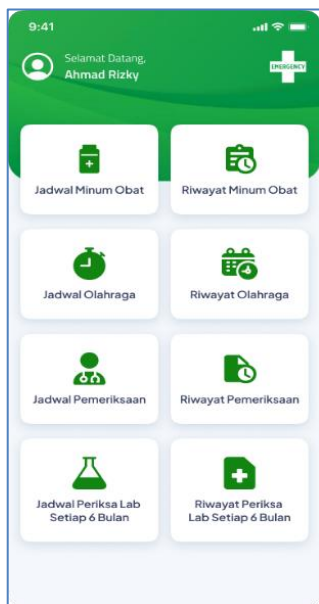 9:41
Selamat Datang,
Ahmad Rizky
EMERGENCY
Jadwal Minum Obat
Riwayat Minum Obat
Jadwal Olahraga
Riwayat Olahraga
Jadwal Pemeriksaan
Riwayat Pemeriksaan
Jadwal Periksa Lab
Setiap 6 Bulan
Riwayat Periksa
Lab Setiap 6 Bulan